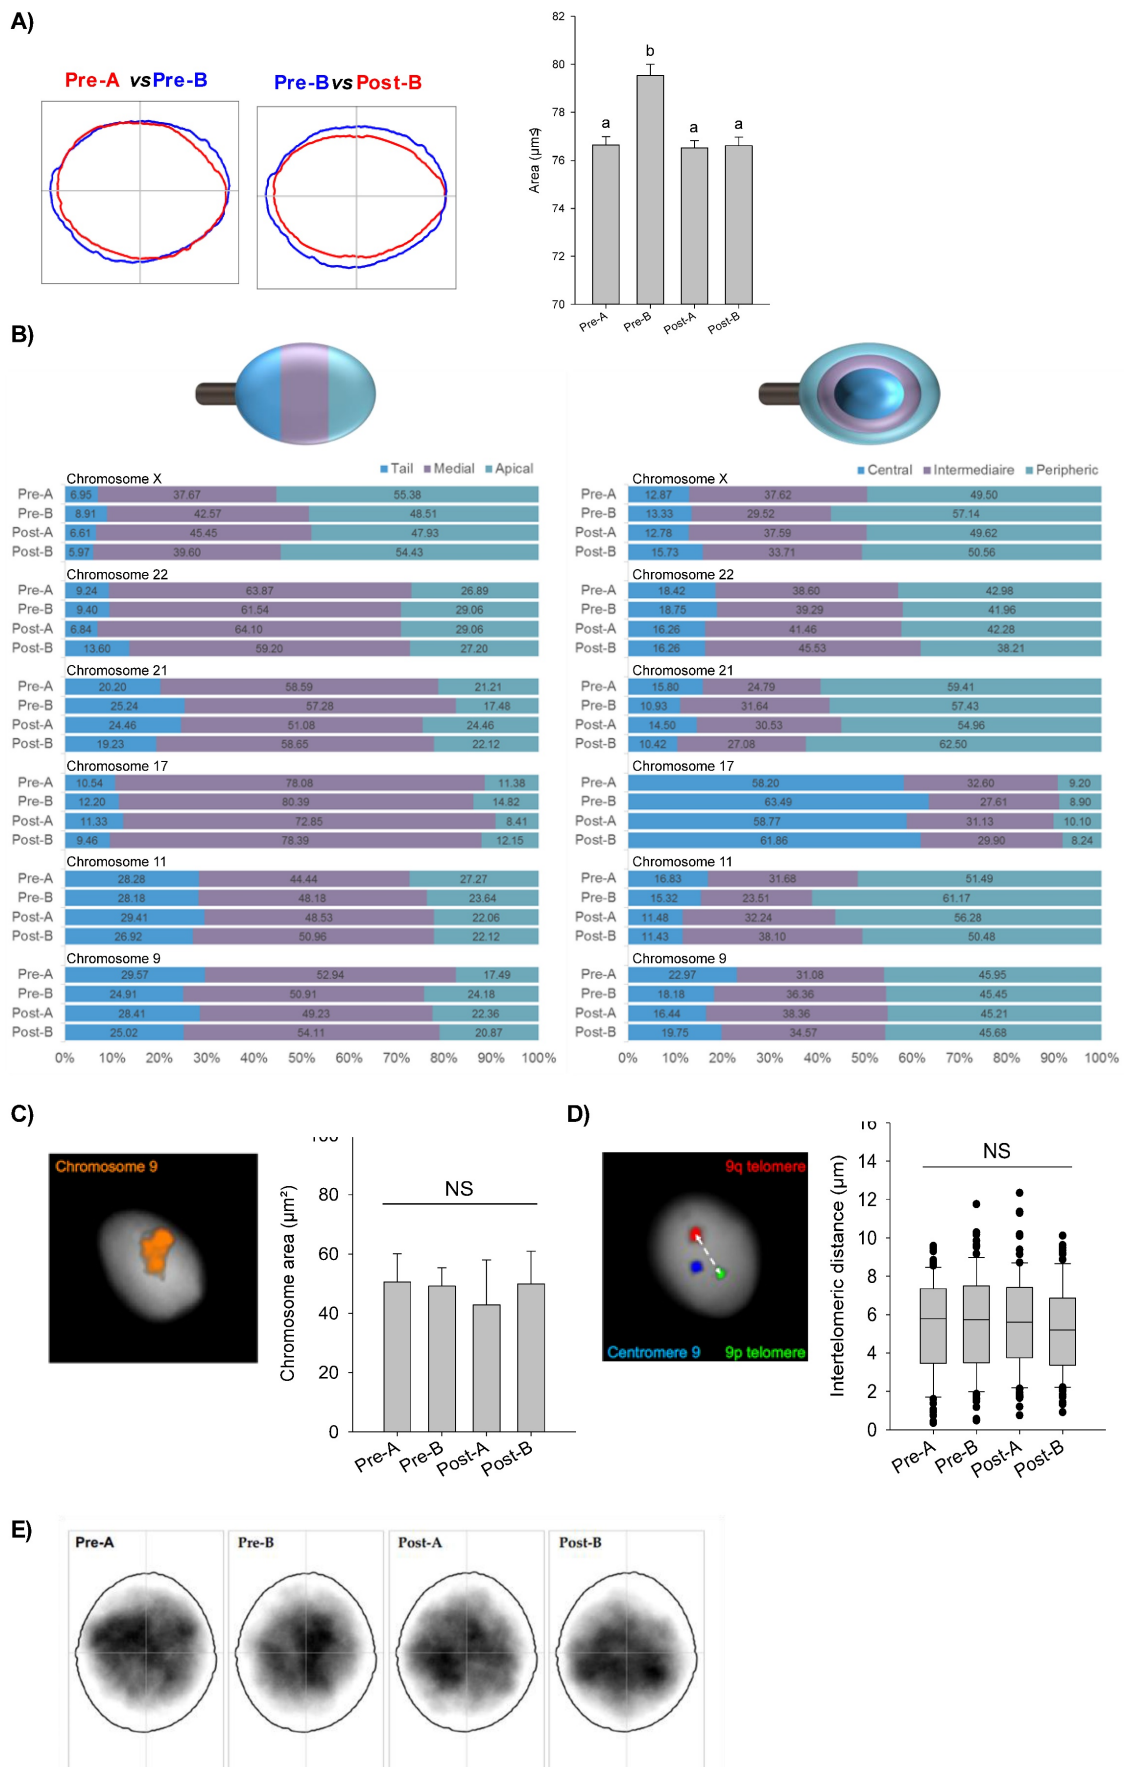 A)
Pre-A vs Pre-B
Pre-B vs Post-B
82
80
78
76
74
72
70
Area (µm²)
b
a
a
a
Pre-A
Pre-B
Post-A
Post-B
B)
Tail Medial Apical
Chromosome X
Pre-A 6.95 37.67 55.38
Pre-B 8.91 42.57 48.51
Post-A 6.61 45.45 47.93
Post-B 5.97 39.60 54.43
Chromosome 22
Pre-A 9.24 63.87 26.89
Pre-B 9.40 61.54 29.06
Post-A 6.84 64.10 29.06
Post-B 13.60 59.20 27.20
Chromosome 21
Pre-A 20.20 58.59 21.21
Pre-B 25.24 57.28 17.48
Post-A 24.46 51.08 24.46
Post-B 19.23 58.65 22.12
Chromosome 17
Pre-A 10.54 78.08 11.38
Pre-B 12.20 80.39 14.82
Post-A 11.33 72.85 8.41
Post-B 9.46 78.39 12.15
Chromosome 11
Pre-A 28.28 44.44 27.27
Pre-B 28.18 48.18 23.64
Post-A 29.41 48.53 22.06
Post-B 26.92 50.96 22.12
Chromosome 9
Pre-A 29.57 52.94 17.49
Pre-B 24.91 50.91 24.18
Post-A 28.41 49.23 22.36
Post-B 25.02 54.11 20.87
0% 10% 20% 30% 40% 50% 60% 70% 80% 90% 100%
Central Intermediaire Peripheric
Chromosome X
Pre-A 12.87 37.62 49.50
Pre-B 13.33 29.52 57.14
Post-A 12.78 37.59 49.62
Post-B 15.73 33.71 50.56
Chromosome 22
Pre-A 18.42 38.60 42.98
Pre-B 18.75 39.29 41.96
Post-A 16.26 41.46 42.28
Post-B 16.26 45.53 38.21
Chromosome 21
Pre-A 15.80 24.79 59.41
Pre-B 10.93 31.64 57.43
Post-A 14.50 30.53 54.96
Post-B 10.42 27.08 62.50
Chromosome 17
Pre-A 58.20 32.60 9.20
Pre-B 63.49 27.61 8.90
Post-A 58.77 31.13 10.10
Post-B 61.86 29.90 8.24
Chromosome 11
Pre-A 16.83 31.68 51.49
Pre-B 15.32 23.51 61.17
Post-A 11.48 32.24 56.28
Post-B 11.43 38.10 50.48
Chromosome 9
Pre-A 22.97 31.08 45.95
Pre-B 18.18 36.36 45.45
Post-A 16.44 38.36 45.21
Post-B 19.75 34.57 45.68
0% 10% 20% 30% 40% 50% 60% 70% 80% 90% 100%
C)
Chromosome 9
Chromosome area (µm²)
100
80
60
40
20
0
NS
Pre-A
Pre-B
Post-A
Post-B
D)
9q telomere
Centromere 9
9p telomere
Intertelomeric distance (µm)
16
14
12
10
8
6
4
2
0
NS
Pre-A
Pre-B
Post-A
Post-B
E)
Pre-A
Pre-B
Post-A
Post-B